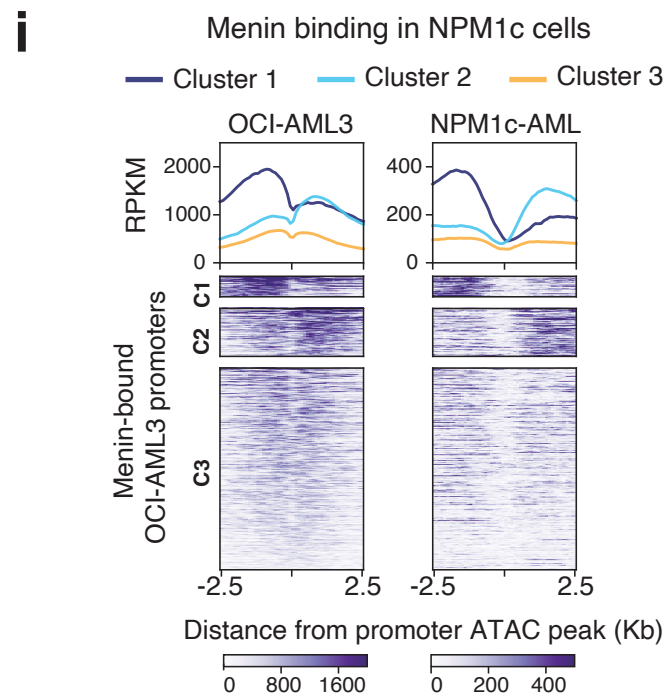 i
Menin binding in NPM1c cells
Cluster 1 Cluster 2 Cluster 3
OCI-AML3 NPM1c-AML
RPKM
2000
1000
0
400
200
0
C1
C2
C3
Menin-bound
OCI-AML3 promoters
-2.5 2.5 -2.5 2.5
Distance from promoter ATAC peak (Kb)
0 800 1600 0 200 400